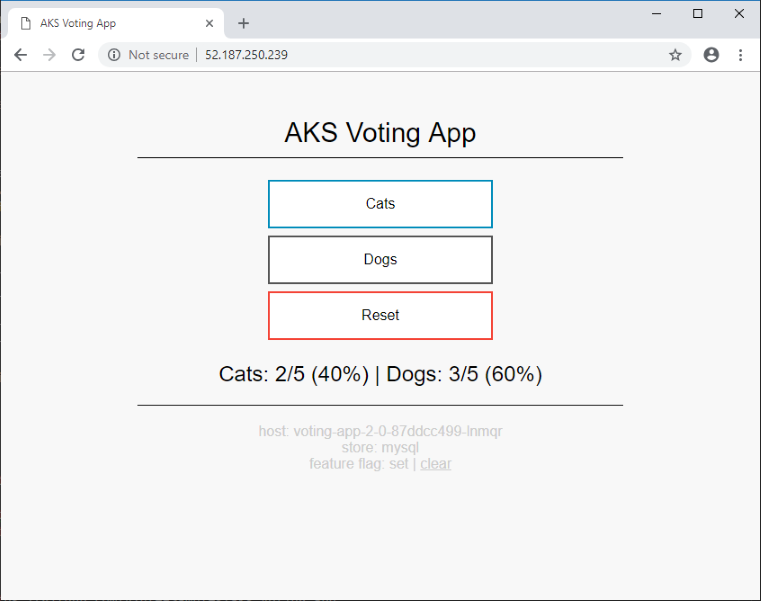 AKS Voting App
Not secure | 52.187.250.239
AKS Voting App
Cats
Dogs
Reset
Cats: 2/5 (40%) | Dogs: 3/5 (60%)
host: voting-app-2-0-87ddcc499-lnmqr
store: mysql
feature flag: set | clear